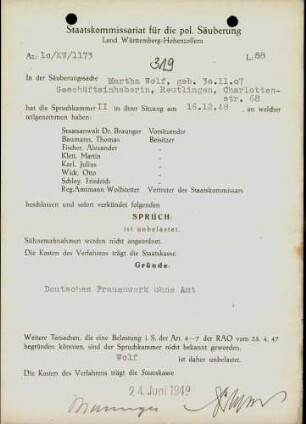 Staatskommissariat für die pol. Säuberung
Land Württemberg-Hohenzollern
Az. 10/KW/1173
L.88
319
In der Säuberungssache Martha Wolf, geb. 30.11.07
Geschäftsinhaberin, Reutlingen, Charlotten-
str. 68
hat die Spruchkammer II in ihrer Sitzung am 16.12.48, an welcher
teilgenommen haben:
Staatsanwalt Dr. Braunger Vorsitzender
Baumann, Thomas Beisitzer
Fischer, Alexander "
Klett, Martin "
Karl, Julius "
Wick, Otto "
Schley, Friedrich "
Reg.Amtmann Wollstetter Vertreter des Staatskommissars
beschlossen und sofort verkündet folgenden
SPRUCH:
ist unbelastet.
Sühnemaßnahmen werden nicht angeordnet.
Die Kosten des Verfahrens trägt die Staatskasse.
Gründe:
Deutsches Frauenwerk ohne Amt
Weitere Tatsachen, die eine Belastung i. S. der Art. 4-7 der RAO vom 25. 4. 47
begründen könnten, sind der Spruchkammer nicht bekannt geworden.
Wolf ist daher unbelastet.
Die Kosten des Verfahrens trägt die Staatskasse
24. Juni 1949